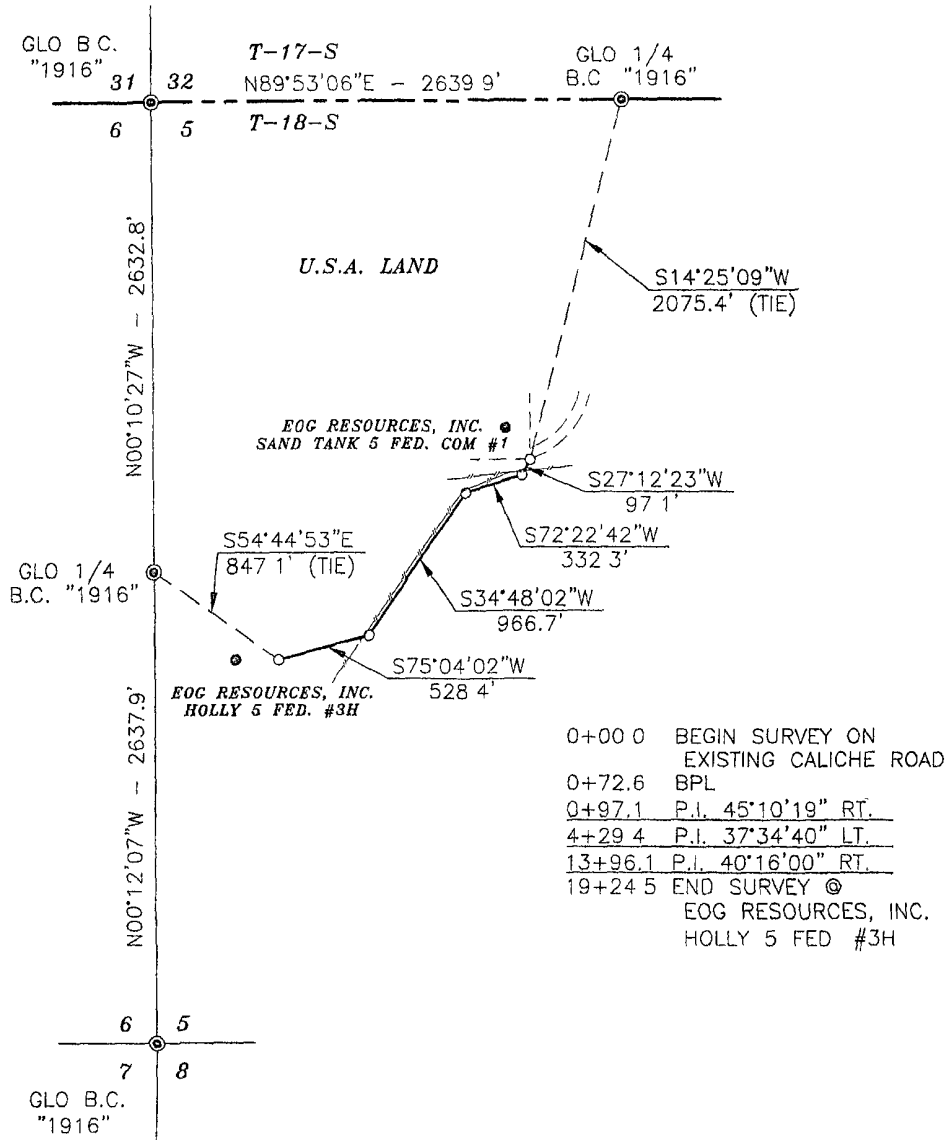 GLO B.C.
"1916"
31 32
T-17-S
N89°53'06"E - 2639 9'
GLO 1/4
B.C "1916"
6 5
T-18-S
N00°10'27"W - 2632.8'
U.S.A. LAND
S14°25'09"W
2075.4' (TIE)
EOG RESOURCES, INC.
SAND TANK 5 FED. COM #1
S27°12'23"W
97 1'
S72°22'42"W
332 3'
S54°44'53"E
847 1' (TIE)
GLO 1/4
B.C. "1916"
S34°48'02"W
966.7'
S75°04'02"W
528 4'
EOG RESOURCES, INC.
HOLLY 5 FED. #3H
N00°12'07"W - 2637.9'
0+00 0 BEGIN SURVEY ON
EXISTING CALICHE ROAD
0+72.6 BPL
0+97.1 P.I. 45°10'19" RT.
4+29 4 P.I. 37°34'40" LT.
13+96.1 P.I. 40°16'00" RT.
19+24 5 END SURVEY @
EOG RESOURCES, INC.
HOLLY 5 FED #3H
6 5
7 8
GLO B.C.
"1916"